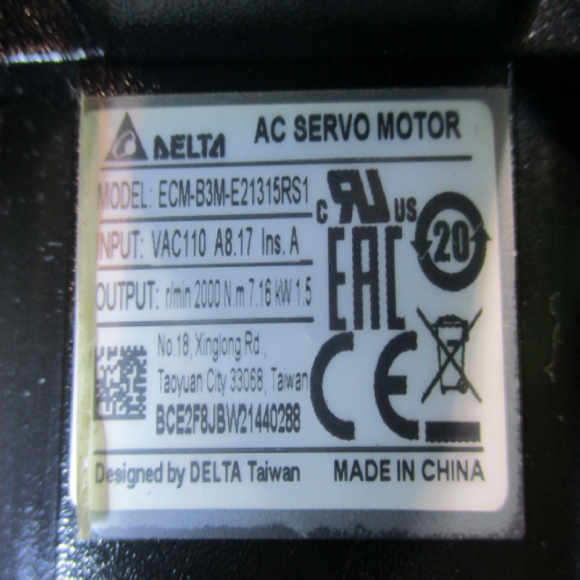 DELTA AC SERVO MOTOR
MODEL: ECM-B3M-E21315RS1
INPUT: VAC110 A8.17 Ins. A
OUTPUT: r/min 2000 N.m 7.16 kW 1.5
c RU US
20
EAC
CE
No.18, Xinglong Rd.,
Taoyuan City 33068, Taiwan
BCE2F8JBW21440288
Designed by DELTA Taiwan MADE IN CHINA